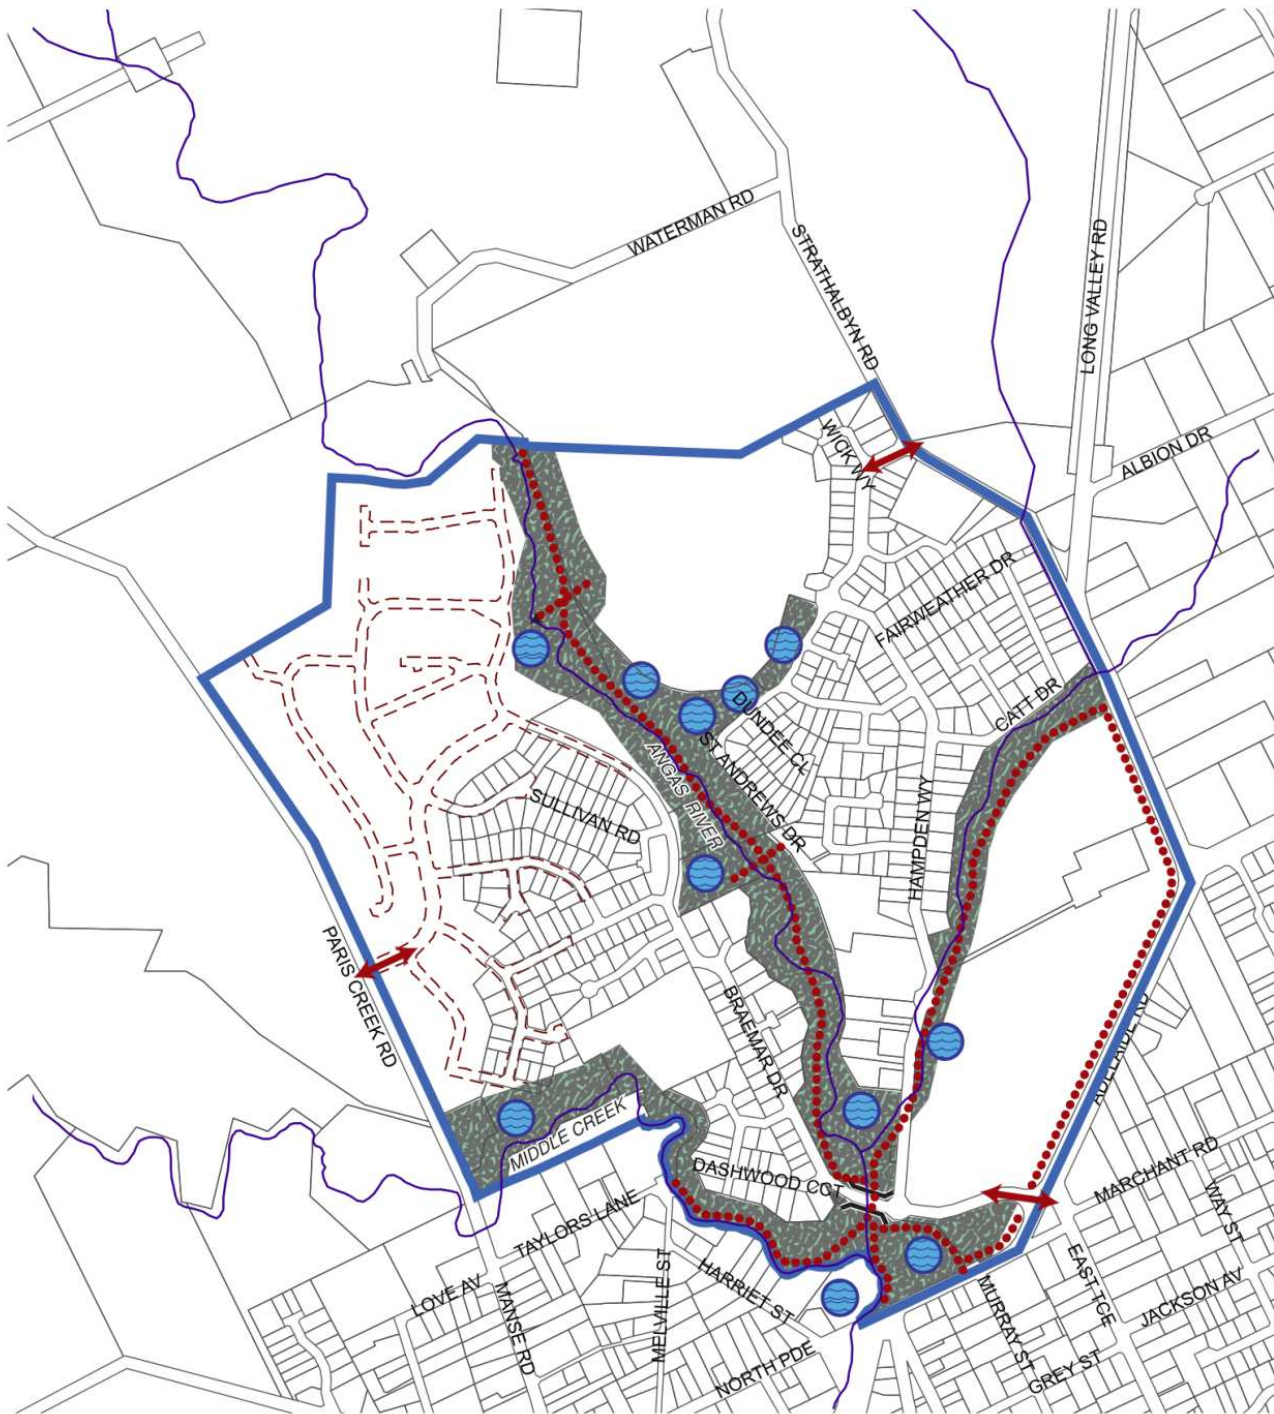 WATERMAN RD
STRATHALBYN RD
LONG VALLEY RD
WICK WY
ALBION DR
FAIRWEATHER DR
CATT DR
DUNDEE CL
ST ANDREWS DR
ANGAS RIVER
SULLIVAN RD
HAMPDEN WY
PARIS CREEK RD
BRAEMAR DR
ADELAIDE RD
MIDDLE CREEK
DASHWOOD CCT
MARCHANT RD
WAY ST
TAYLORS LANE
LOVE AV
MANSE RD
MELVILLE ST
HARRIET ST
NORTH PDE
MURRAY ST
EAST TCE
JACKSON AV
GREY ST